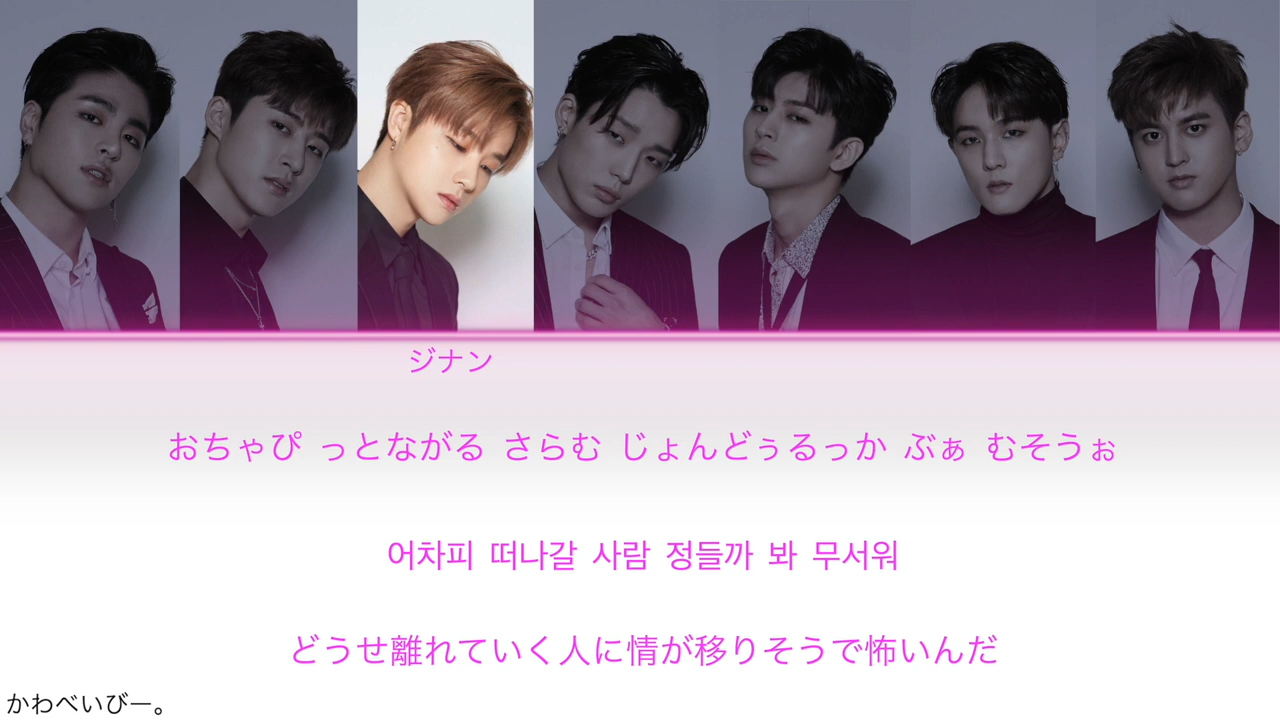 ジナン
おちゃぴ っとながる さらむ じょんどぅるっか ぶぁ むそうぉ
어차피 떠나갈 사람 정들까 봐 무서워
どうせ離れていく人に情が移りそうで怖いんだ
かわべいびー。